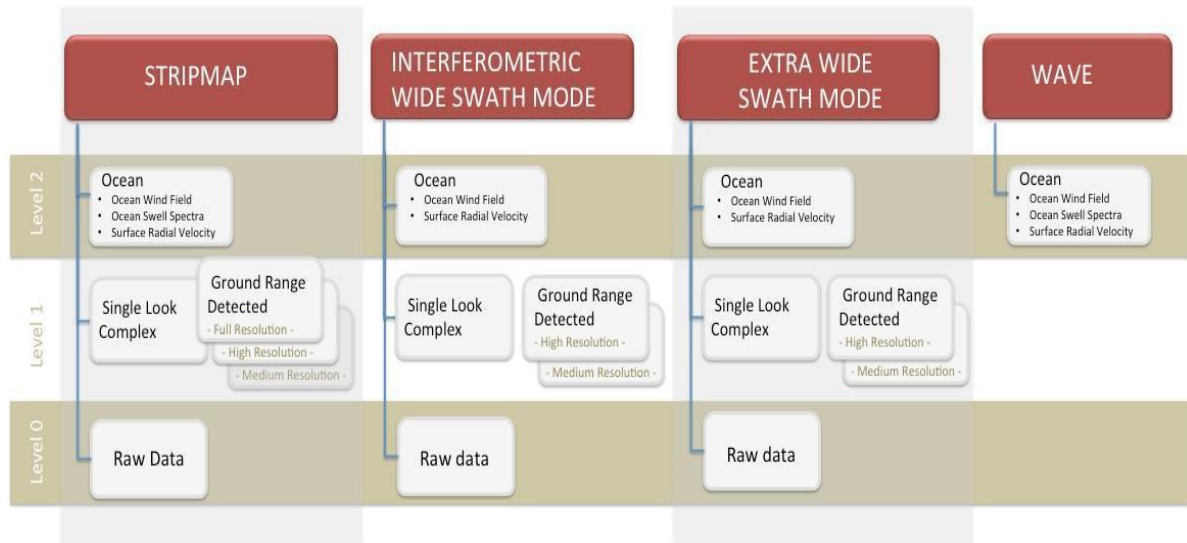 STRIPMAP
INTERFEROMETRIC
WIDE SWATH MODE
EXTRA WIDE
SWATH MODE
WAVE
Level 2
Ocean
• Ocean Wind Field
• Ocean Swell Spectra
• Surface Radial Velocity
Ocean
• Ocean Wind Field
• Surface Radial Velocity
Ocean
• Ocean Wind Field
• Surface Radial Velocity
Ocean
• Ocean Wind Field
• Ocean Swell Spectra
• Surface Radial Velocity
Level 1
Single Look
Complex
Ground Range
Detected
- Full Resolution -
- High Resolution -
- Medium Resolution -
Single Look
Complex
Ground Range
Detected
- High Resolution -
- Medium Resolution -
Single Look
Complex
Ground Range
Detected
- High Resolution -
- Medium Resolution -
Level 0
Raw Data
Raw data
Raw data